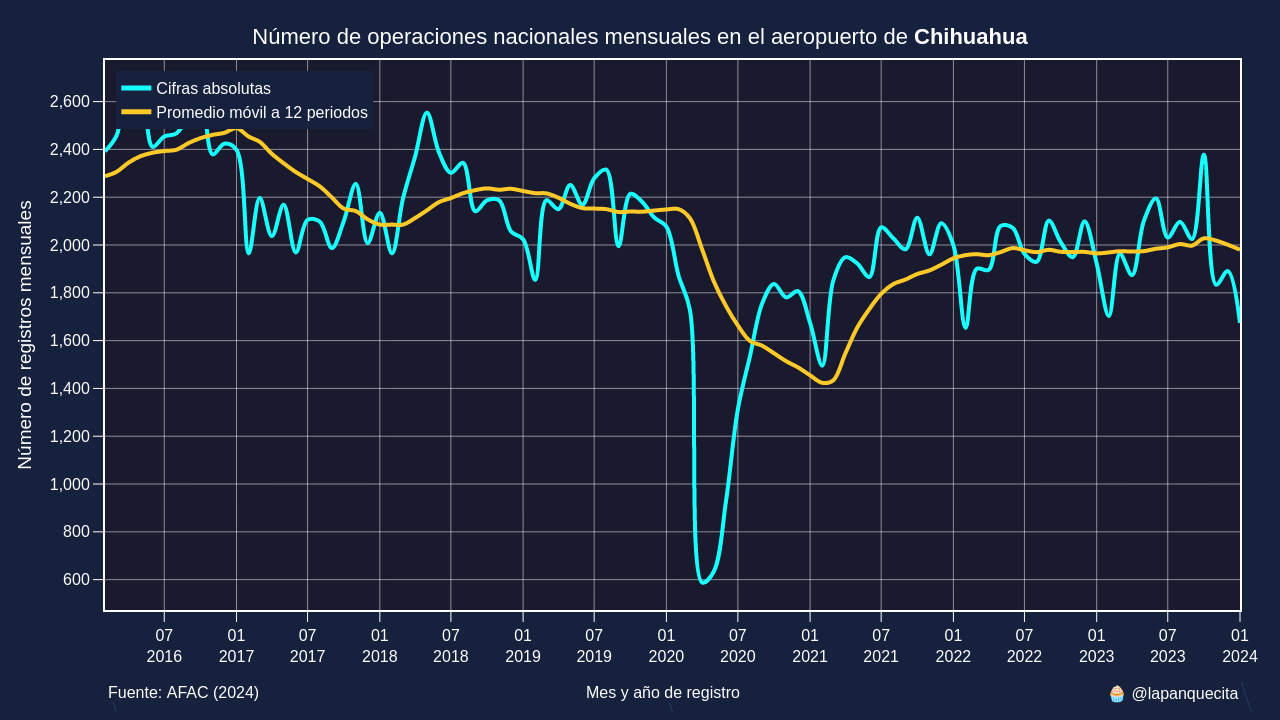 Número de operaciones nacionales mensuales en el aeropuerto de Chihuahua
Cifras absolutas
Promedio móvil a 12 periodos
Número de registros mensuales
2,600
2,400
2,200
2,000
1,800
1,600
1,400
1,200
1,000
800
600
07 01 07 01 07 01 07 01 07 01 07 01 07 01 07 01
2016 2017 2017 2018 2018 2019 2019 2020 2020 2021 2021 2022 2022 2023 2023 2024
Fuente: AFAC (2024) Mes y año de registro 🧁 @lapanquecita